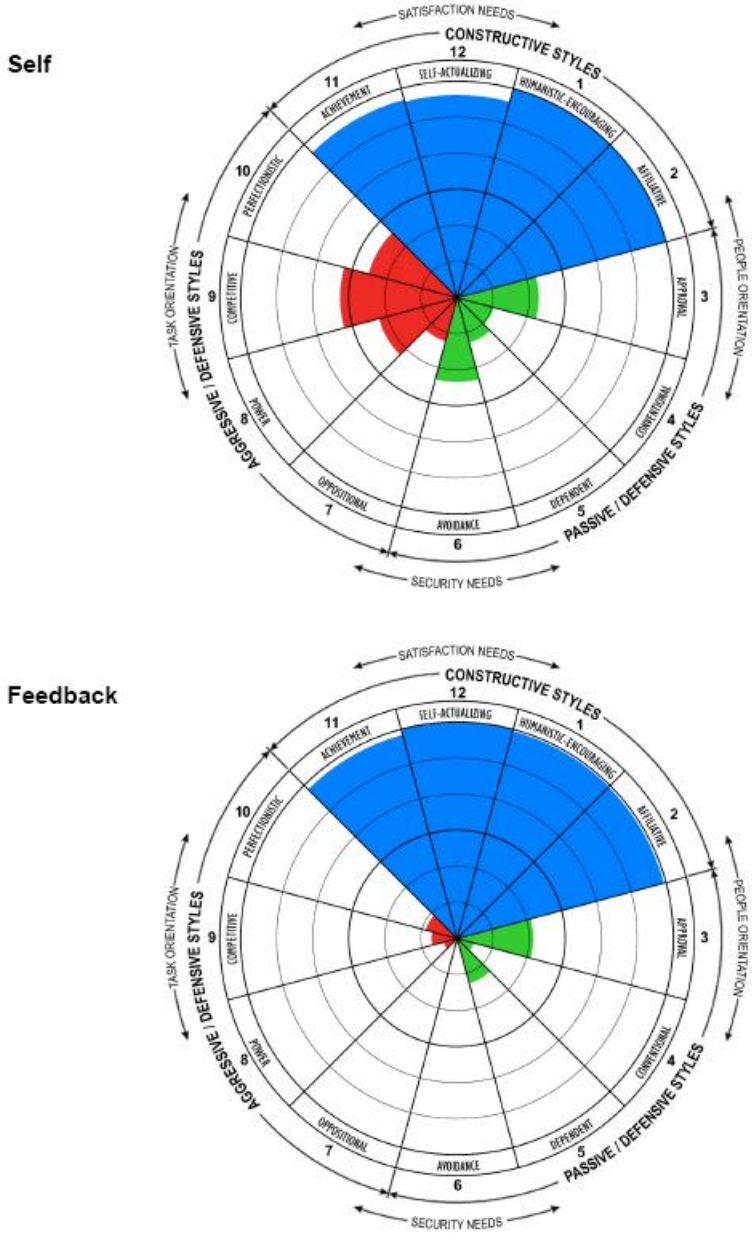 Self
SATISFACTION NEEDS
CONSTRUCTIVE STYLES
12
SELF-ACTUALIZING
1
HUMANISTIC-ENCOURAGING
2
AFFILIATIVE
PEOPLE ORIENTATION
3
APPROVAL
4
CONVENTIONAL
PASSIVE / DEFENSIVE STYLES
5
DEPENDENT
6
AVOIDANCE
SECURITY NEEDS
7
OPPOSITIONAL
8
POWER
AGGRESSIVE / DEFENSIVE STYLES
TASK ORIENTATION
9
COMPETITIVE
10
PERFECTIONISTIC
11
ACHIEVEMENT
Feedback
SATISFACTION NEEDS
CONSTRUCTIVE STYLES
12
SELF-ACTUALIZING
1
HUMANISTIC-ENCOURAGING
2
AFFILIATIVE
PEOPLE ORIENTATION
3
APPROVAL
4
CONVENTIONAL
PASSIVE / DEFENSIVE STYLES
5
DEPENDENT
6
AVOIDANCE
SECURITY NEEDS
7
OPPOSITIONAL
8
POWER
AGGRESSIVE / DEFENSIVE STYLES
TASK ORIENTATION
9
COMPETITIVE
10
PERFECTIONISTIC
11
ACHIEVEMENT